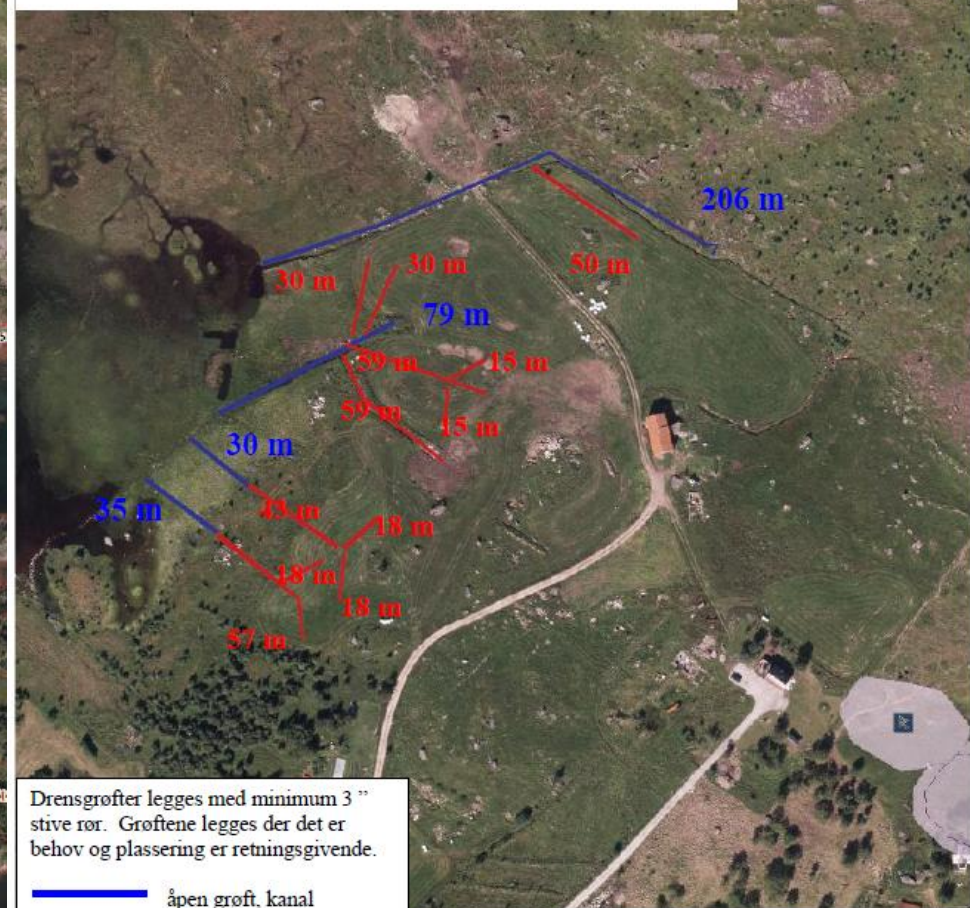 206 m
50 m
30 m
30 m
79 m
59 m
15 m
59 m
15 m
30 m
43 m
35 m
18 m
18 m
18 m
57 m
Drensgrøfter legges med minimum 3 ”
stive rør. Grøftene legges der det er
behov og plassering er retningsgivende.
åpen grøft, kanal